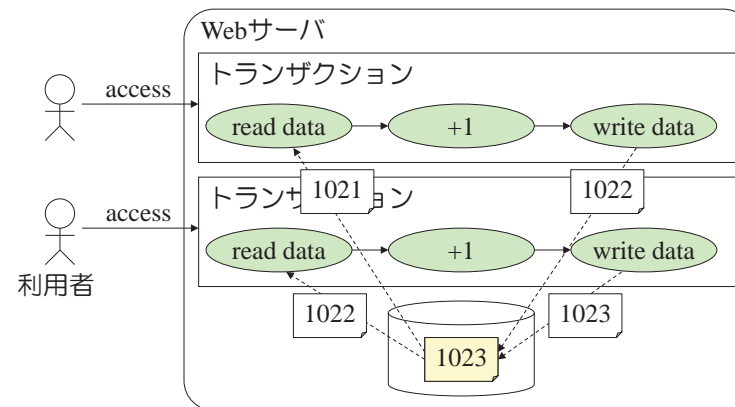 Webサーバ
トランザクション
access
read data
+1
write data
1021
1022
トランザクション
access
read data
+1
write data
利用者
1022
1023
1023